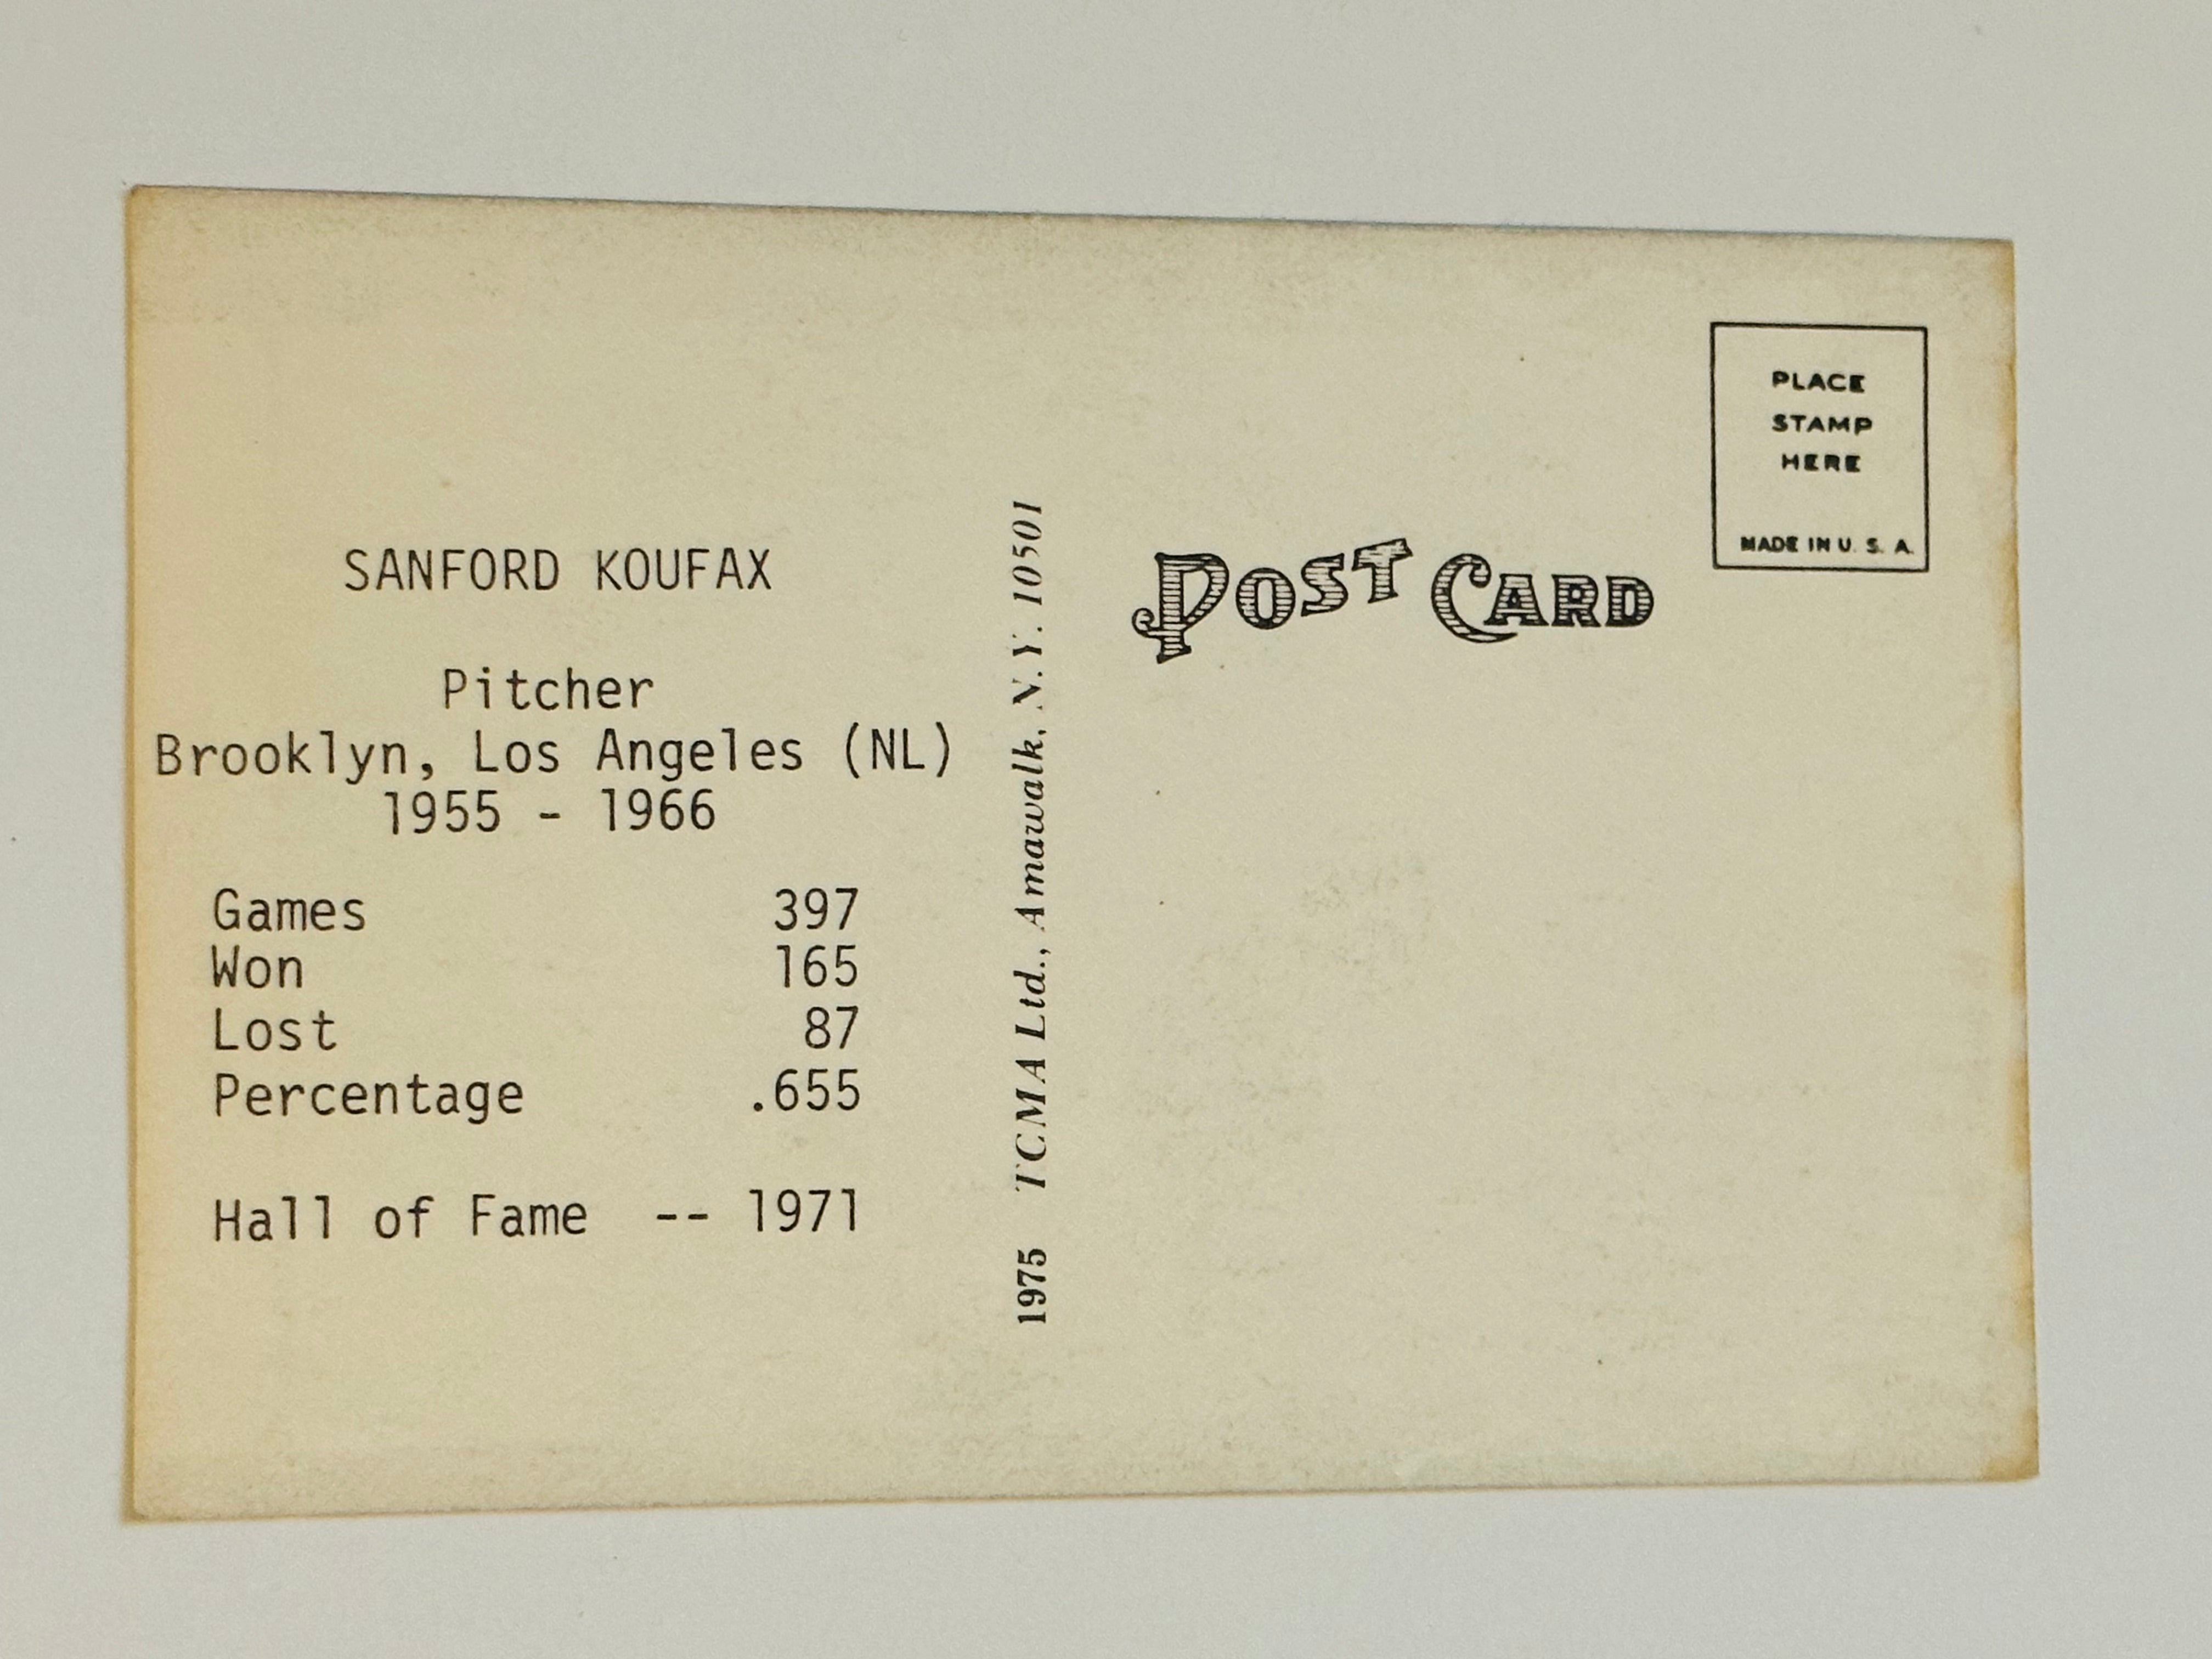 SANFORD KOUFAX
Pitcher
Brooklyn, Los Angeles (NL)
1955 - 1966
Games 397
Won 165
Lost 87
Percentage .655
Hall of Fame -- 1971
1975 TCMA Ltd., Amawalk, N.Y. 10501
POST CARD
PLACE
STAMP
HERE
MADE IN U. S. A.